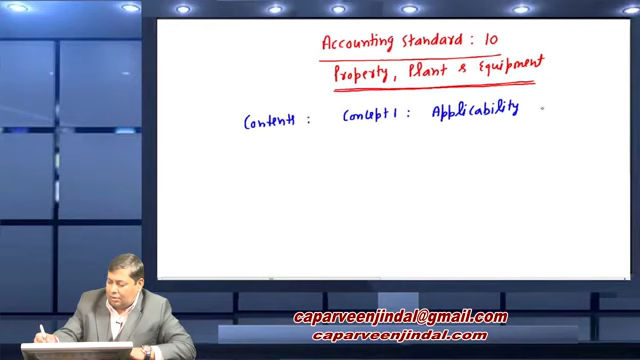 Accounting Standard : 10
Property, Plant & Equipment
Contents : Concept 1 : Applicability
caparveenjindal@gmail.com
caparveenjindal.com